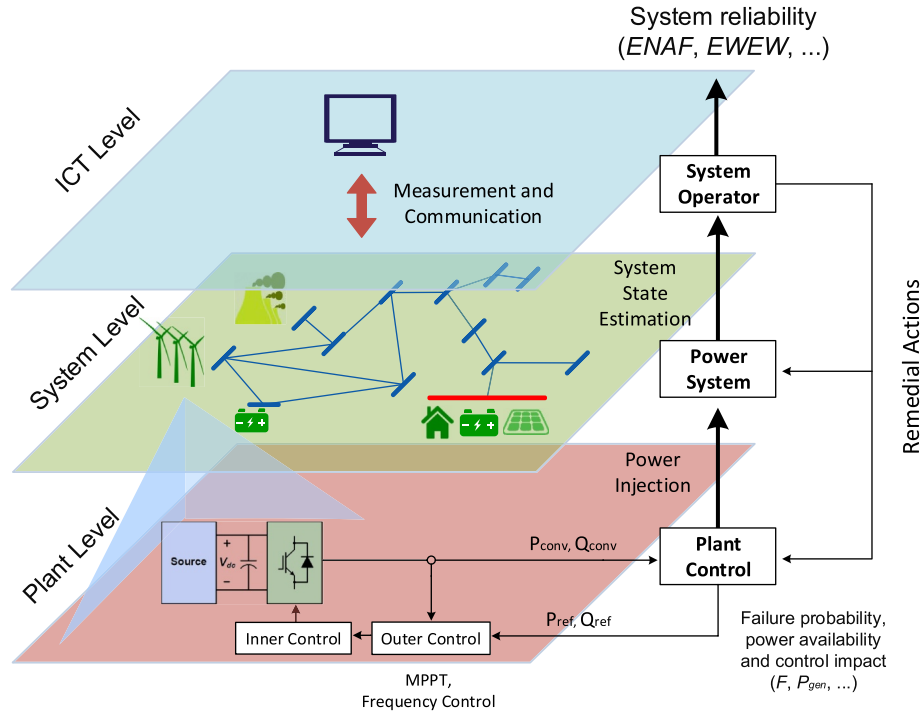 System reliability
(ENAF, EWEW, ...)
ICT Level
System
Operator
Measurement and
Communication
System
State
Estimation
System Level
Power
System
Remedial Actions
Power
Injection
Plant Level
Source
+
Vdc
−
Pconv, Qconv
Plant
Control
Pref, Qref
Inner Control
Outer Control
Failure probability,
power availability
and control impact
(F, Pgen, ...)
MPPT,
Frequency Control